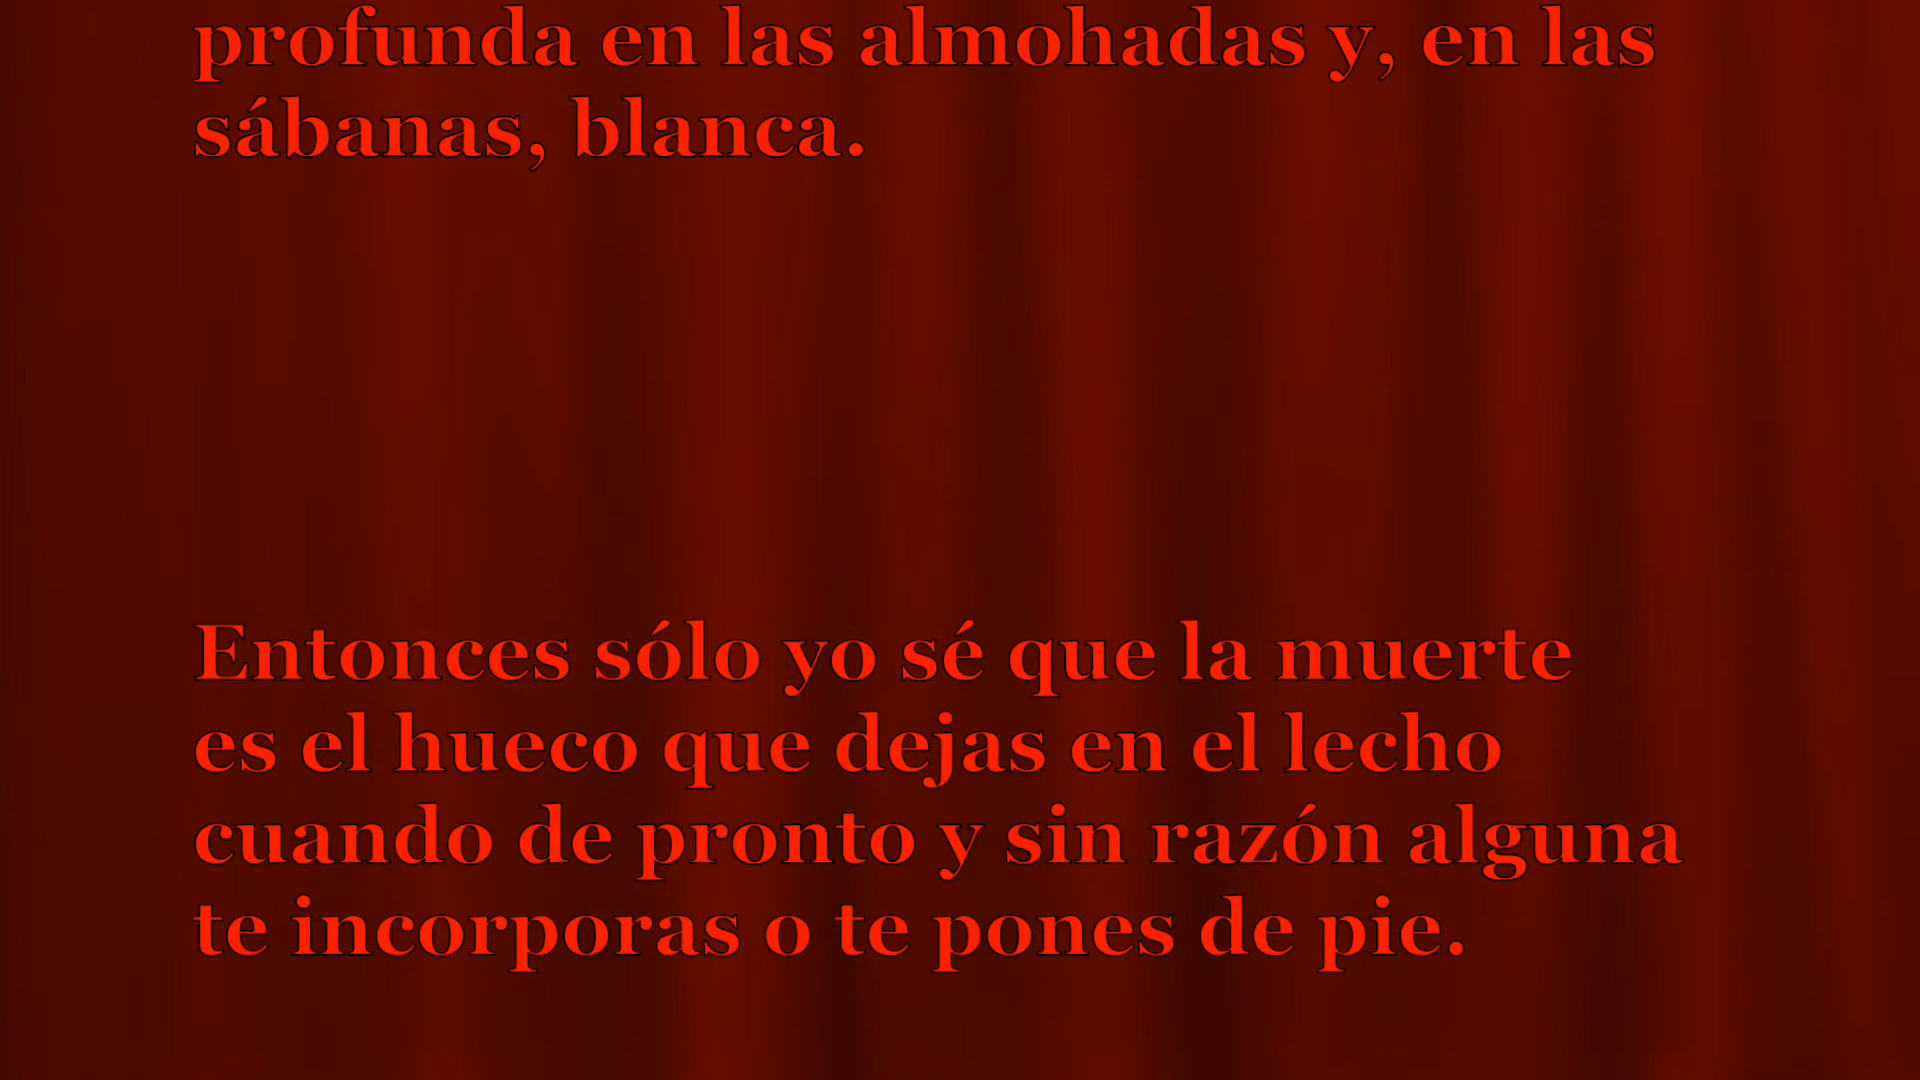 profunda en las almohadas y, en las
sábanas, blanca.
Entonces sólo yo sé que la muerte
es el hueco que dejas en el lecho
cuando de pronto y sin razón alguna
te incorporas o te pones de pie.